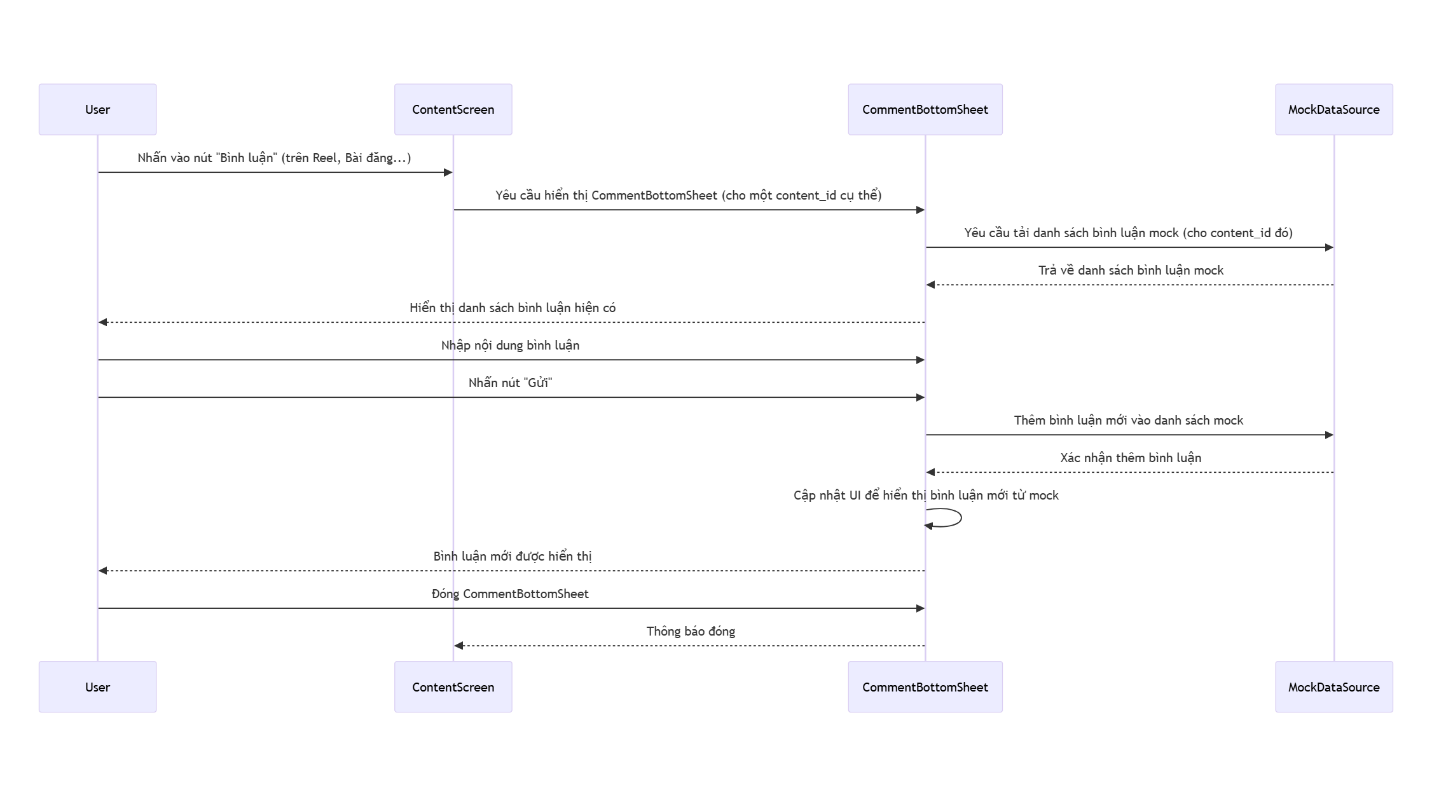 User
ContentScreen
CommentBottomSheet
MockDataSource
Nhấn vào nút "Bình luận" (trên Reel, Bài đăng...)
Yêu cầu hiển thị CommentBottomSheet (cho một content_id cụ thể)
Yêu cầu tải danh sách bình luận mock (cho content_id đó)
Trả về danh sách bình luận mock
Hiển thị danh sách bình luận hiện có
Nhập nội dung bình luận
Nhấn nút "Gửi"
Thêm bình luận mới vào danh sách mock
Xác nhận thêm bình luận
Cập nhật UI để hiển thị bình luận mới từ mock
Bình luận mới được hiển thị
Đóng CommentBottomSheet
Thông báo đóng
User
ContentScreen
CommentBottomSheet
MockDataSource